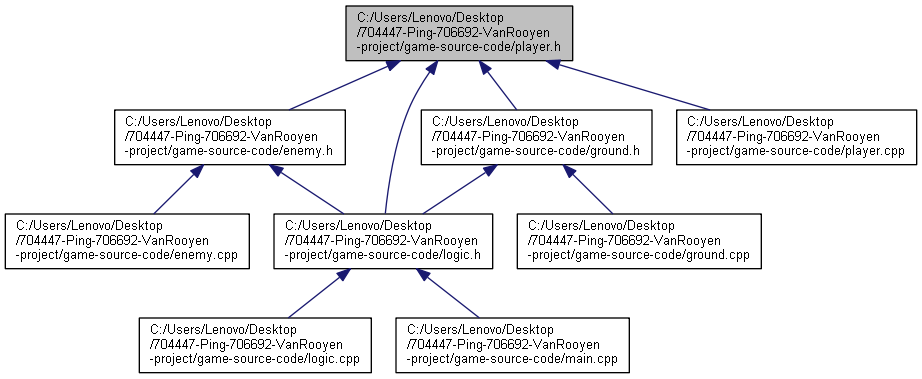 C:/Users/Lenovo/Desktop
/704447-Ping-706692-VanRooyen
-project/game-source-code/player.h
C:/Users/Lenovo/Desktop
/704447-Ping-706692-VanRooyen
-project/game-source-code/enemy.h
C:/Users/Lenovo/Desktop
/704447-Ping-706692-VanRooyen
-project/game-source-code/ground.h
C:/Users/Lenovo/Desktop
/704447-Ping-706692-VanRooyen
-project/game-source-code/player.cpp
C:/Users/Lenovo/Desktop
/704447-Ping-706692-VanRooyen
-project/game-source-code/enemy.cpp
C:/Users/Lenovo/Desktop
/704447-Ping-706692-VanRooyen
-project/game-source-code/logic.h
C:/Users/Lenovo/Desktop
/704447-Ping-706692-VanRooyen
-project/game-source-code/ground.cpp
C:/Users/Lenovo/Desktop
/704447-Ping-706692-VanRooyen
-project/game-source-code/logic.cpp
C:/Users/Lenovo/Desktop
/704447-Ping-706692-VanRooyen
-project/game-source-code/main.cpp